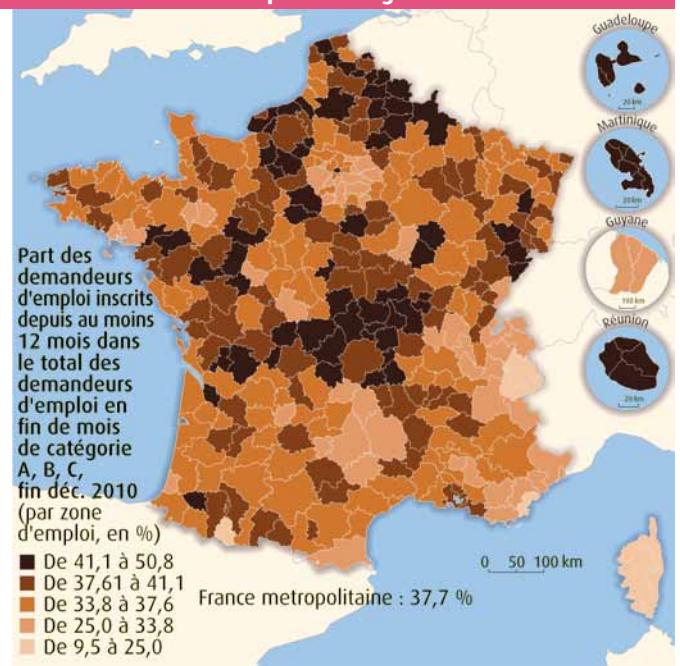 Guadeloupe
20 km
Martinique
20 km
Guyane
100 km
Réunion
20 km
Part des
demandeurs
d'emploi inscrits
depuis au moins
12 mois dans
le total des
demandeurs
d'emploi en
fin de mois
de catégorie
A, B, C,
fin déc. 2010
(par zone
d'emploi, en %)
De 41,1 à 50,8
De 37,61 à 41,1
De 33,8 à 37,6
De 25,0 à 33,8
De 9,5 à 25,0
France metropolitaine : 37,7 %
0 50 100 km